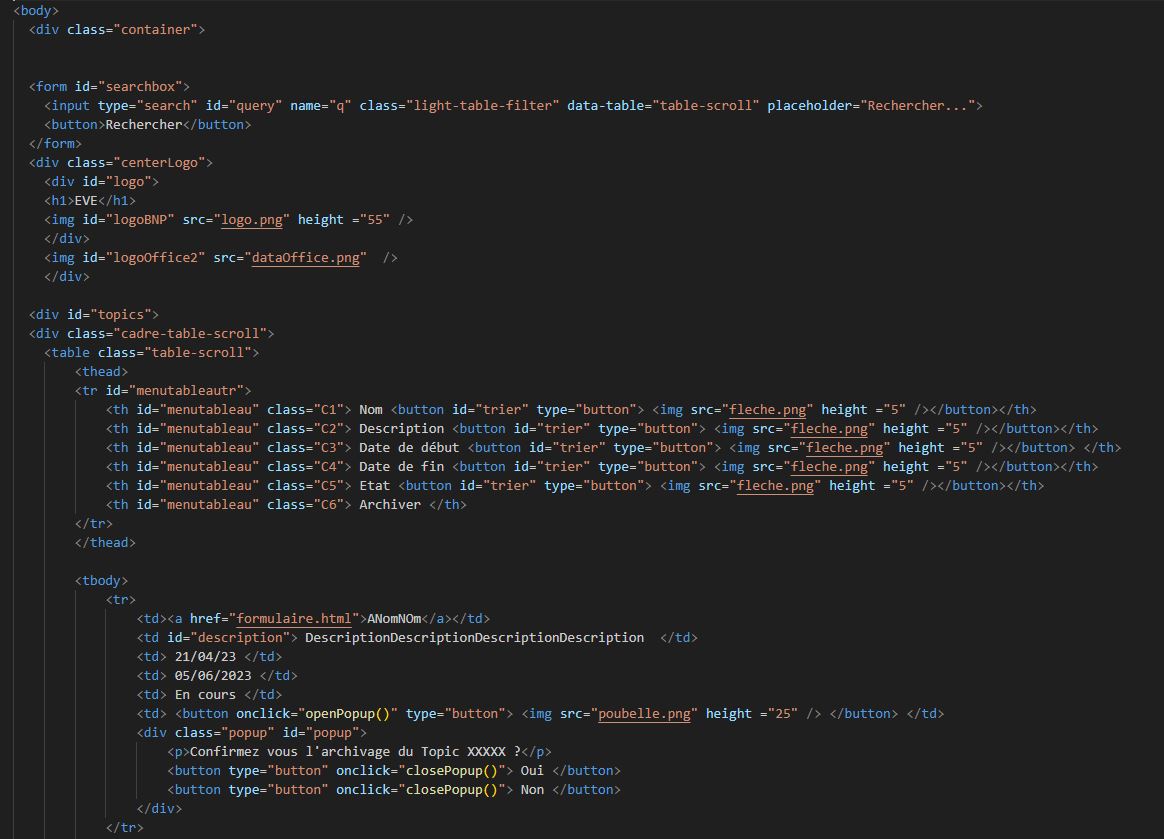 <body>
<div class="container">
<form id="searchbox">
<input type="search" id="query" name="q" class="light-table-filter" data-table="table-scroll" placeholder="Rechercher...">
<button>Rechercher</button>
</form>
<div class="centerLogo">
<div id="logo">
<h1>EVE</h1>
<img id="logoBNP" src="logo.png" height ="55" />
</div>
<img id="logoOffice2" src="dataOffice.png"  />
</div>
<div id="topics">
<div class="cadre-table-scroll">
<table class="table-scroll">
<thead>
<tr id="menutableautr">
<th id="menutableau" class="C1"> Nom <button id="trier" type="button"> <img src="fleche.png" height ="5" /></button></th>
<th id="menutableau" class="C2"> Description <button id="trier" type="button"> <img src="fleche.png" height ="5" /></button></th>
<th id="menutableau" class="C3"> Date de début <button id="trier" type="button"> <img src="fleche.png" height ="5" /></button> </th>
<th id="menutableau" class="C4"> Date de fin <button id="trier" type="button"> <img src="fleche.png" height ="5" /></button></th>
<th id="menutableau" class="C5"> Etat <button id="trier" type="button"> <img src="fleche.png" height ="5" /></button></th>
<th id="menutableau" class="C6"> Archiver </th>
</tr>
</thead>
<tbody>
<tr>
<td><a href="formulaire.html">ANomNOm</a></td>
<td id="description"> DescriptionDescriptionDescriptionDescription  </td>
<td> 21/04/23 </td>
<td> 05/06/2023 </td>
<td> En cours </td>
<td> <button onclick="openPopup()" type="button"> <img src="poubelle.png" height ="25" /> </button> </td>
<div class="popup" id="popup">
<p>Confirmez vous l'archivage du Topic XXXXX ?</p>
<button type="button" onclick="closePopup()"> Oui </button>
<button type="button" onclick="closePopup()"> Non </button>
</div>
</tr>